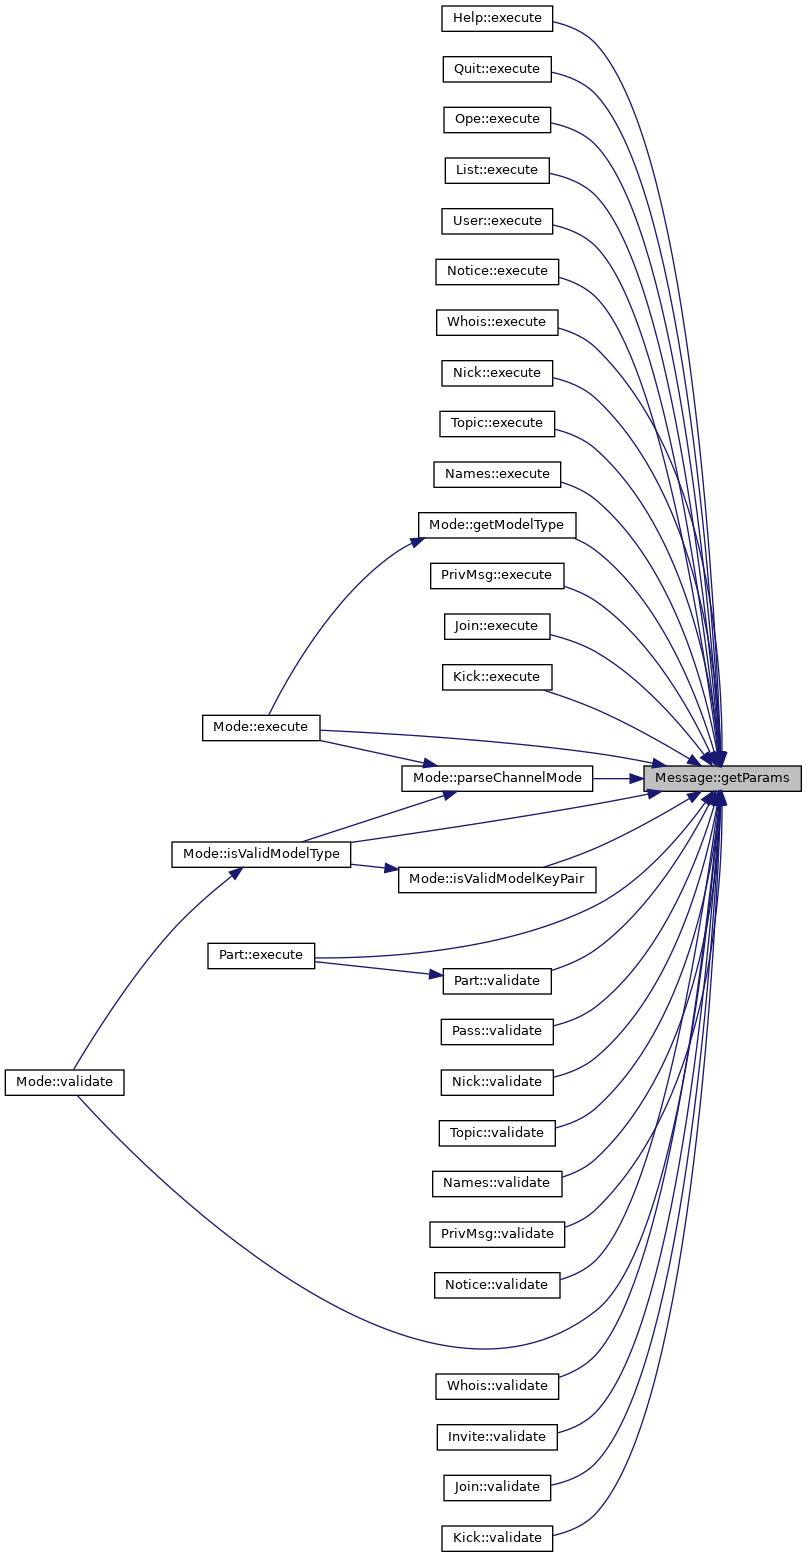 Help::execute
Quit::execute
Ope::execute
List::execute
User::execute
Notice::execute
Whois::execute
Nick::execute
Topic::execute
Names::execute
Mode::getModelType
PrivMsg::execute
Join::execute
Kick::execute
Mode::execute
Mode::parseChannelMode
Message::getParams
Mode::isValidModelType
Mode::isValidModelKeyPair
Part::execute
Part::validate
Pass::validate
Mode::validate
Nick::validate
Topic::validate
Names::validate
PrivMsg::validate
Notice::validate
Whois::validate
Invite::validate
Join::validate
Kick::validate